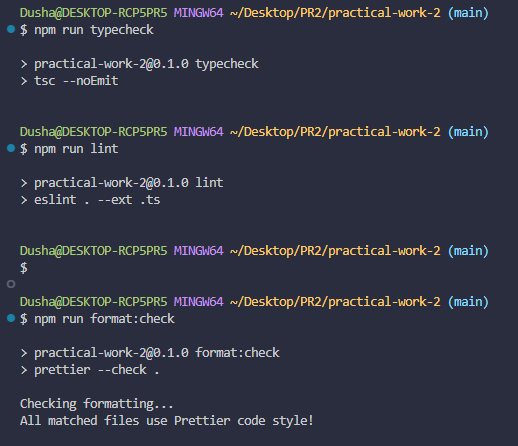 Dusha@DESKTOP-RCP5PR5 MINGW64 ~/Desktop/PR2/practical-work-2 (main)
$ npm run typecheck
> practical-work-2@0.1.0 typecheck
> tsc --noEmit
Dusha@DESKTOP-RCP5PR5 MINGW64 ~/Desktop/PR2/practical-work-2 (main)
$ npm run lint
> practical-work-2@0.1.0 lint
> eslint . --ext .ts
Dusha@DESKTOP-RCP5PR5 MINGW64 ~/Desktop/PR2/practical-work-2 (main)
$
Dusha@DESKTOP-RCP5PR5 MINGW64 ~/Desktop/PR2/practical-work-2 (main)
$ npm run format:check
> practical-work-2@0.1.0 format:check
> prettier --check .
Checking formatting...
All matched files use Prettier code style!